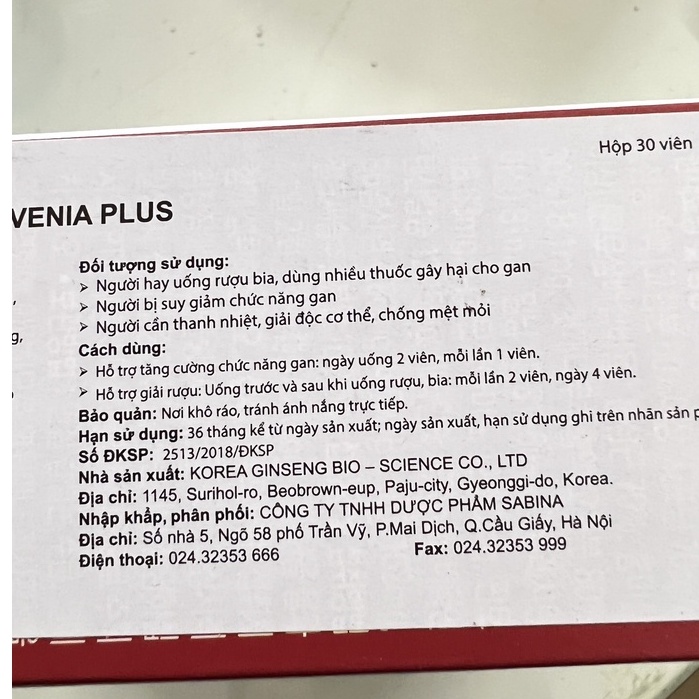 Hộp 30 viên
VENIA PLUS
Đối tượng sử dụng:
➢ Người hay uống rượu bia, dùng nhiều thuốc gây hại cho gan
➢ Người bị suy giảm chức năng gan
➢ Người cần thanh nhiệt, giải độc cơ thể, chống mệt mỏi
Cách dùng:
➢ Hỗ trợ tăng cường chức năng gan: ngày uống 2 viên, mỗi lần 1 viên.
➢ Hỗ trợ giải rượu: Uống trước và sau khi uống rượu, bia: mỗi lần 2 viên, ngày 4 viên.
Bảo quản: Nơi khô ráo, tránh ánh nắng trực tiếp.
Hạn sử dụng: 36 tháng kể từ ngày sản xuất; ngày sản xuất, hạn sử dụng ghi trên nhãn sản
Số ĐKSP: 2513/2018/ĐKSP
Nhà sản xuất: KOREA GINSENG BIO – SCIENCE CO., LTD
Địa chỉ: 1145, Surihol-ro, Beobrown-eup, Paju-city, Gyeonggi-do, Korea.
Nhập khẩu, phân phối: CÔNG TY TNHH DƯỢC PHẨM SABINA
Địa chỉ: Số nhà 5, Ngõ 58 phố Trần Vỹ, P.Mai Dịch, Q.Cầu Giấy, Hà Nội
Điện thoại: 024.32353 666 Fax: 024.32353 999